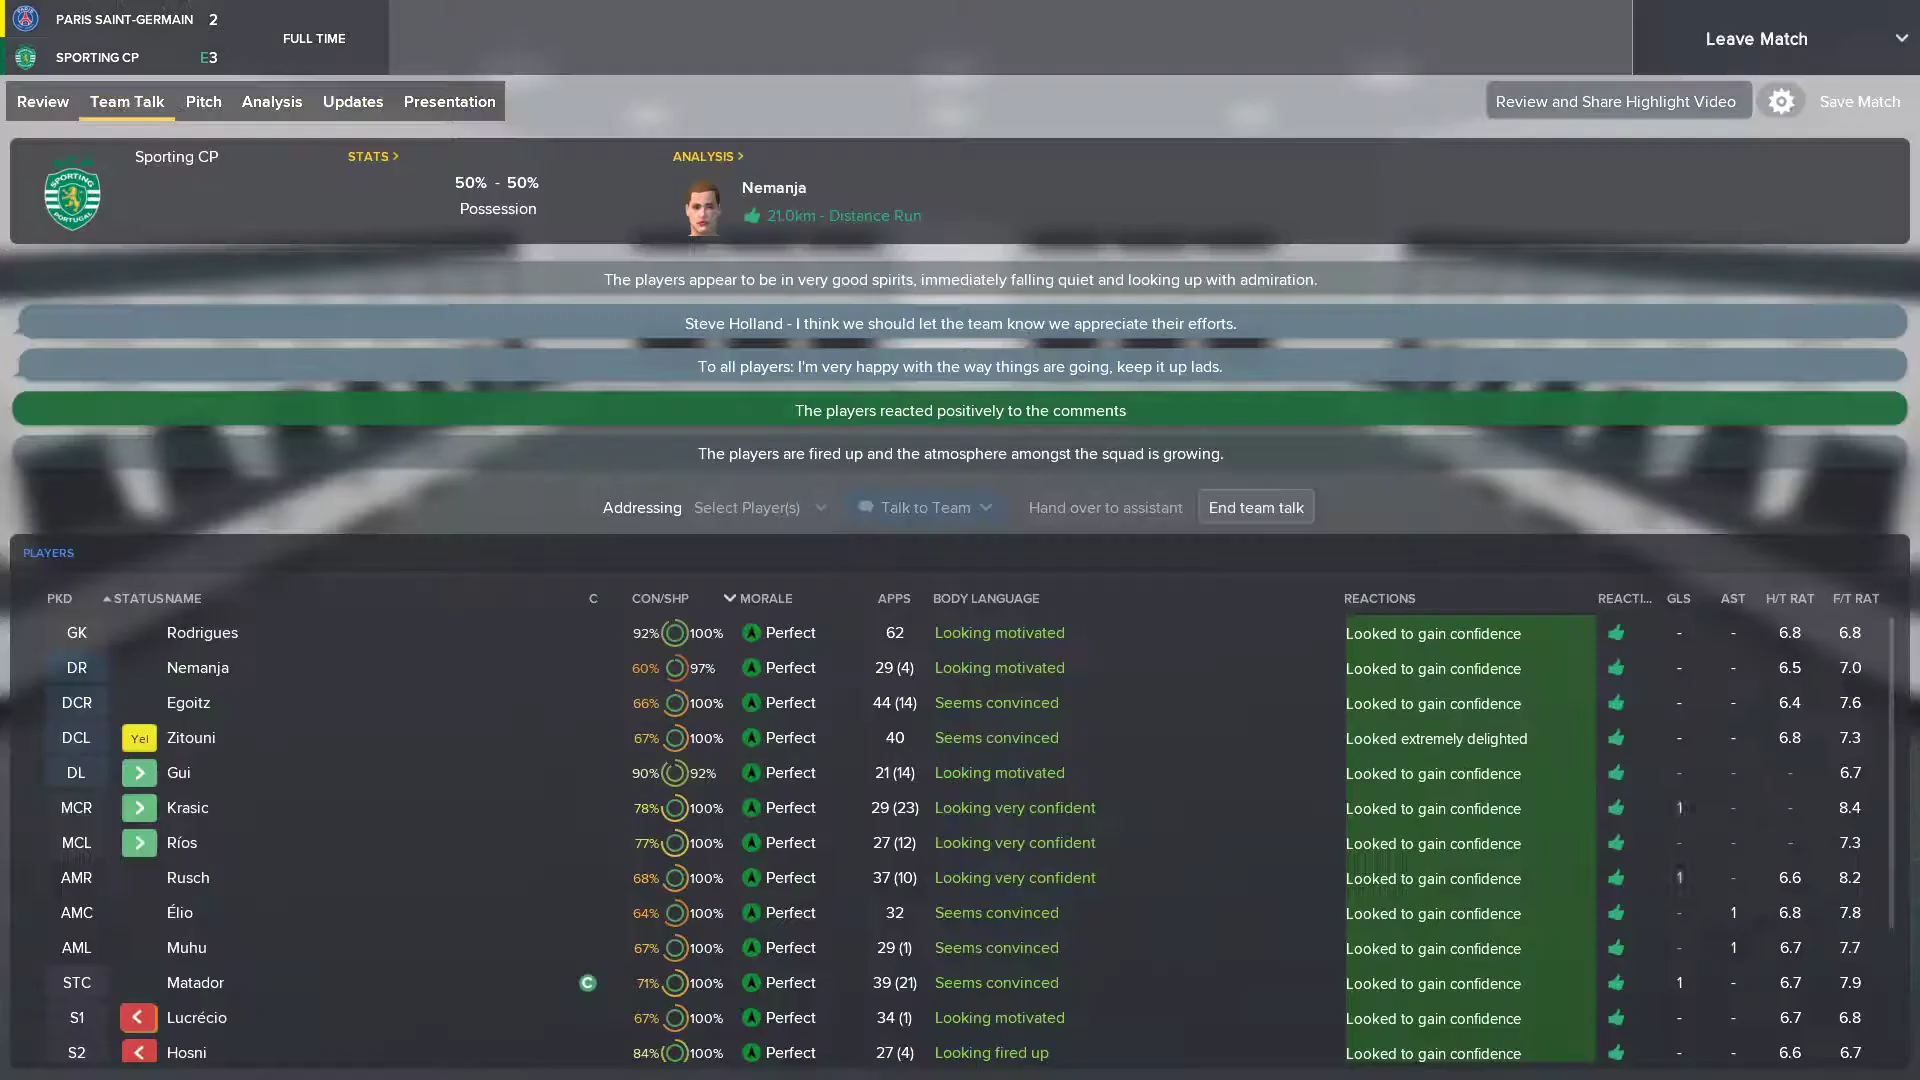 PARIS SAINT-GERMAIN 2
SPORTING CP E3
FULL TIME
Leave Match
Review Team Talk Pitch Analysis Updates Presentation
Review and Share Highlight Video Save Match
Sporting CP
STATS >
50% - 50%
Possession
ANALYSIS >
Nemanja
21.0km - Distance Run
SPORTING
PORTUGAL
The players appear to be in very good spirits, immediately falling quiet and looking up with admiration.
Steve Holland - I think we should let the team know we appreciate their efforts.
To all players: I'm very happy with the way things are going, keep it up lads.
The players reacted positively to the comments
The players are fired up and the atmosphere amongst the squad is growing.
Addressing Select Player(s) Talk to Team Hand over to assistant End team talk
PLAYERS
PKD STATUS NAME C CON/SHP MORALE APPS BODY LANGUAGE REACTIONS REACTI... GLS AST H/T RAT F/T RAT
GK Rodrigues 92% 100% Perfect 62 Looking motivated Looked to gain confidence - - 6.8 6.8
DR Nemanja 60% 97% Perfect 29 (4) Looking motivated Looked to gain confidence - - 6.5 7.0
DCR Egoitz 66% 100% Perfect 44 (14) Seems convinced Looked to gain confidence - - 6.4 7.6
DCL Yel Zitouni 67% 100% Perfect 40 Seems convinced Looked extremely delighted - - 6.8 7.3
DL Gui 90% 92% Perfect 21 (14) Looking motivated Looked to gain confidence - - - 6.7
MCR Krasic 78% 100% Perfect 29 (23) Looking very confident Looked to gain confidence 1 - - 8.4
MCL Ríos 77% 100% Perfect 27 (12) Looking very confident Looked to gain confidence - - - 7.3
AMR Rusch 68% 100% Perfect 37 (10) Looking very confident Looked to gain confidence 1 - 6.6 8.2
AMC Élio 64% 100% Perfect 32 Seems convinced Looked to gain confidence - 1 6.8 7.8
AML Muhu 67% 100% Perfect 29 (1) Seems convinced Looked to gain confidence - 1 6.7 7.7
STC Matador C 71% 100% Perfect 39 (21) Seems convinced Looked to gain confidence 1 - 6.7 7.9
S1 Lucrécio 67% 100% Perfect 34 (1) Looking motivated Looked to gain confidence - - 6.7 6.8
S2 Hosni 84% 100% Perfect 27 (4) Looking fired up Looked to gain confidence - - 6.6 6.7